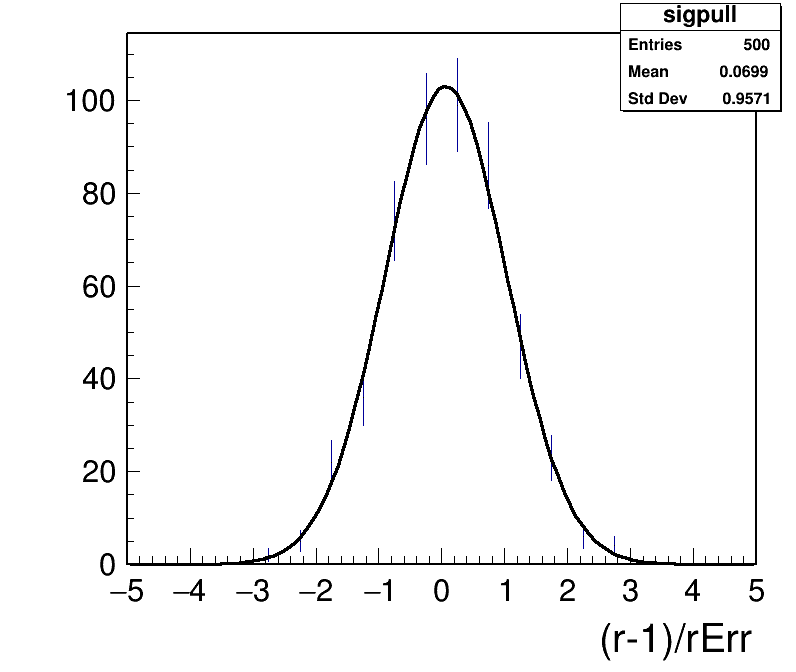 sigpull
Entries 500
Mean 0.0699
Std Dev 0.9571
100
80
60
40
20
0
−5 −4 −3 −2 −1 0 1 2 3 4 5
(r-1)/rErr